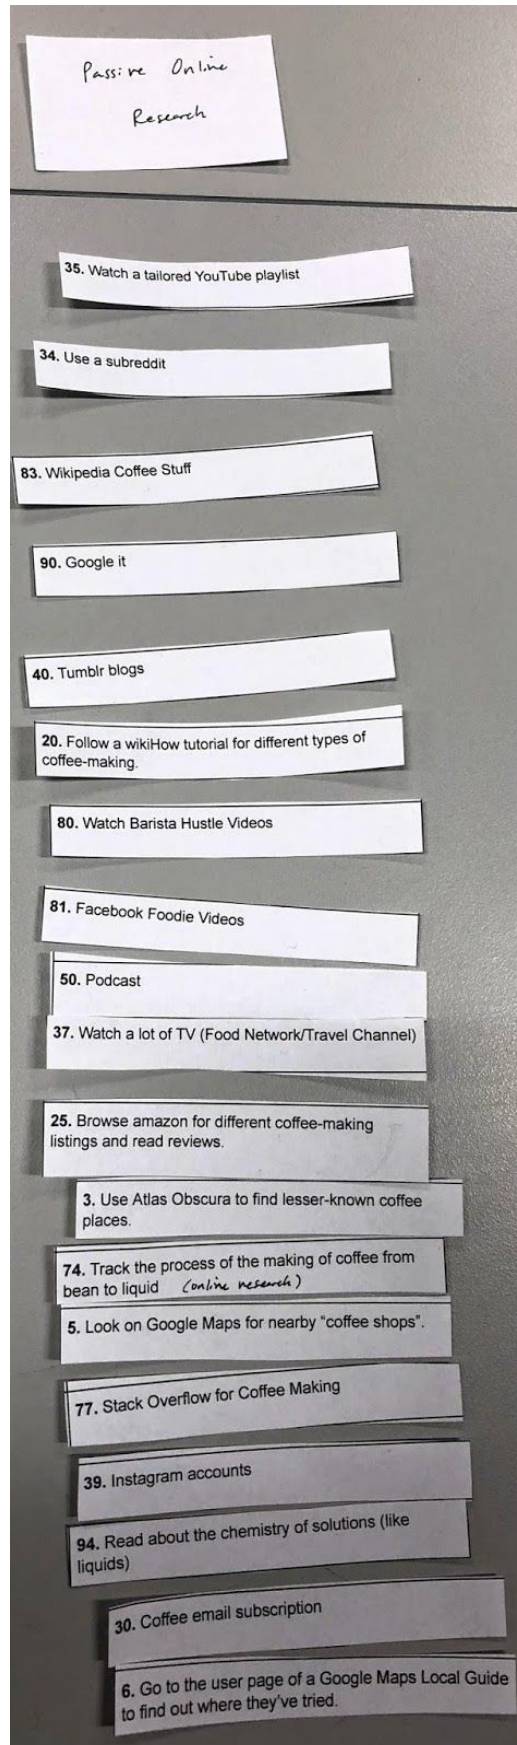 Passive Online
Research
35. Watch a tailored YouTube playlist
34. Use a subreddit
83. Wikipedia Coffee Stuff
90. Google it
40. Tumblr blogs
20. Follow a wikiHow tutorial for different types of
coffee-making.
80. Watch Barista Hustle Videos
81. Facebook Foodie Videos
50. Podcast
37. Watch a lot of TV (Food Network/Travel Channel)
25. Browse amazon for different coffee-making
listings and read reviews.
3. Use Atlas Obscura to find lesser-known coffee
places.
74. Track the process of the making of coffee from
bean to liquid (online research)
5. Look on Google Maps for nearby “coffee shops”.
77. Stack Overflow for Coffee Making
39. Instagram accounts
94. Read about the chemistry of solutions (like
liquids)
30. Coffee email subscription
6. Go to the user page of a Google Maps Local Guide
to find out where they’ve tried.